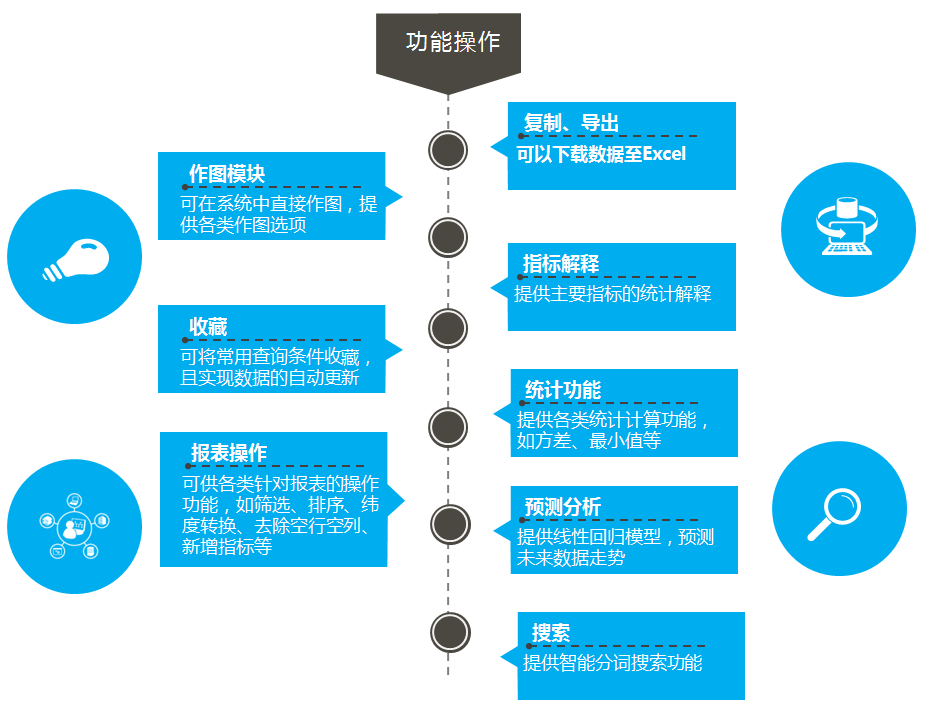 功能操作
复制、导出
可以下载数据至Excel
作图模块
可在系统中直接作图，提
供各类作图选项
指标解释
提供主要指标的统计解释
收藏
可将常用查询条件收藏，
且实现数据的自动更新
统计功能
提供各类统计计算功能，
如方差、最小值等
报表操作
可供各类针对报表的操作
功能，如筛选、排序、纬
度转换、去除空行空列、
新增指标等
预测分析
提供线性回归模型，预测
未来数据走势
搜索
提供智能分词搜索功能